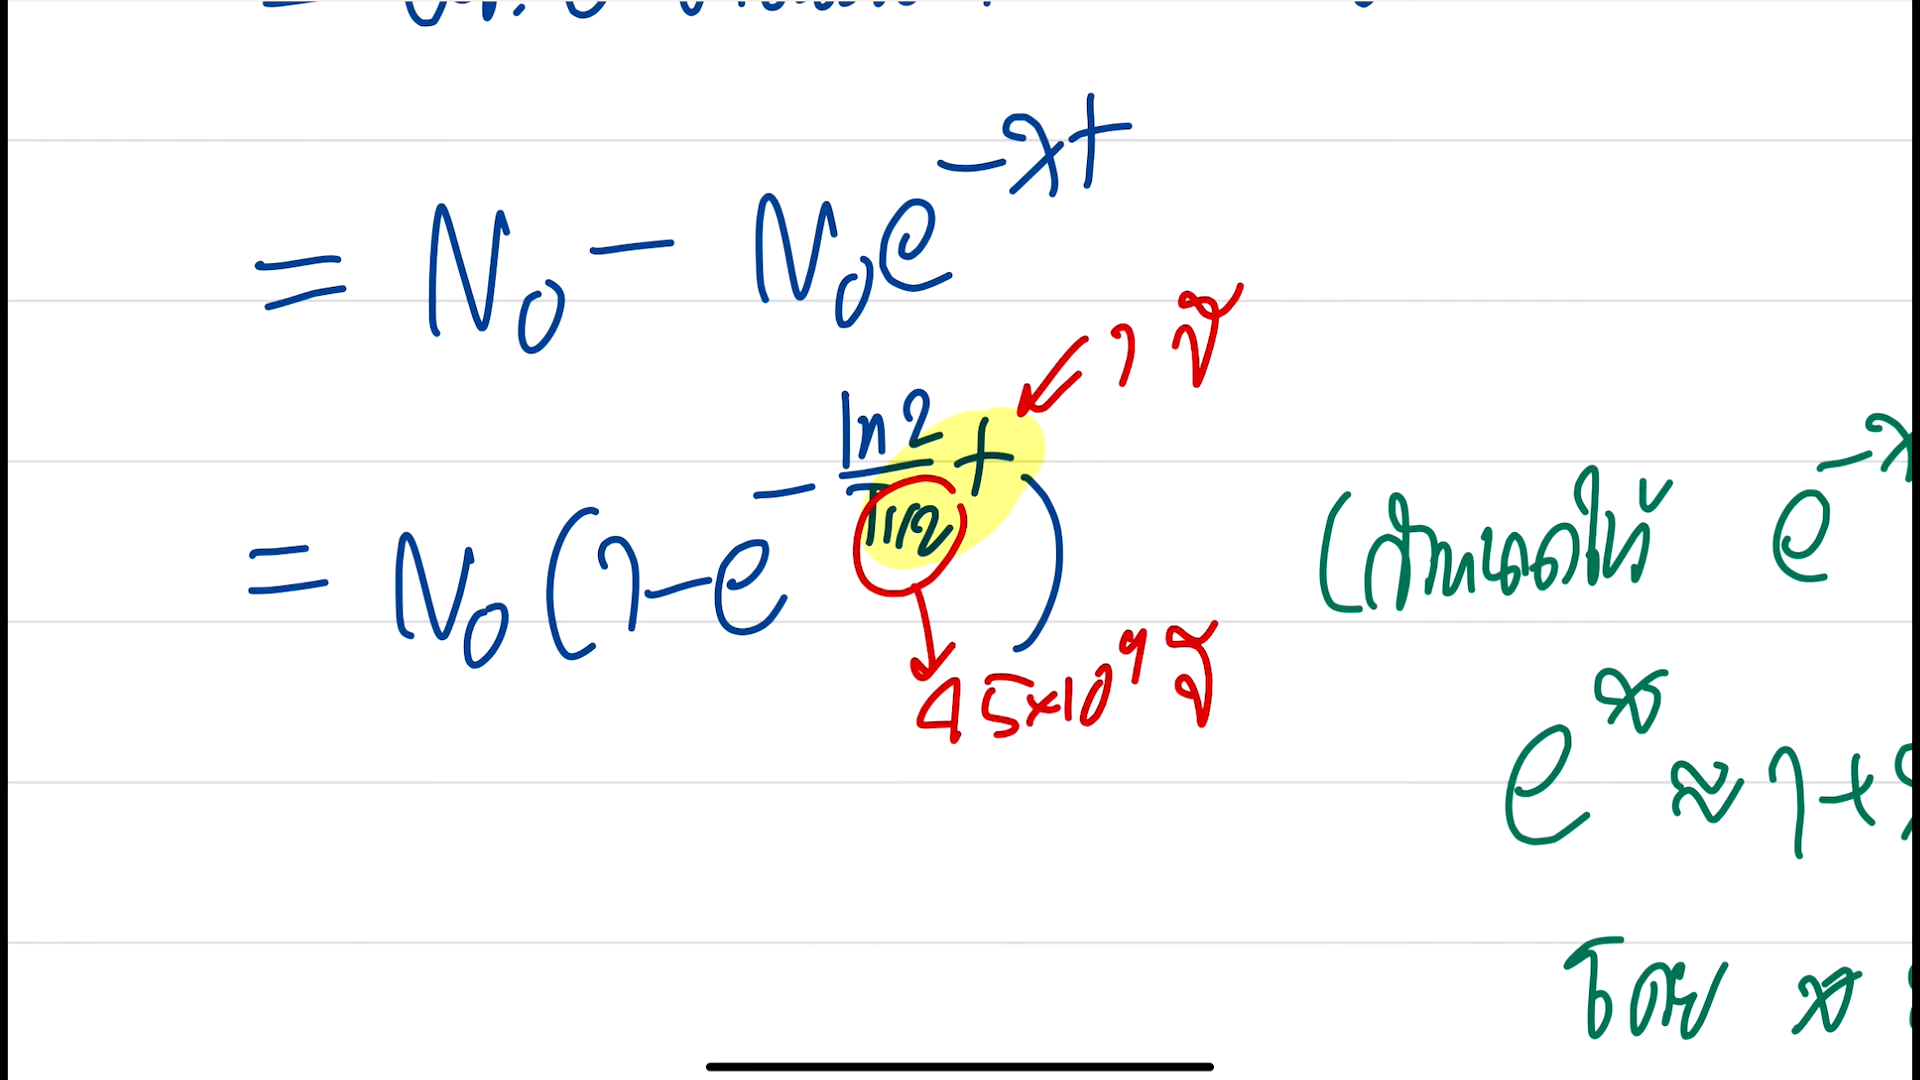 = N₀ - N₀e^(-λt)
1 ปี
= N₀(1-e^(-(ln2/T1/2)t))
4.5×10⁹ ปี
(กำหนดให้ e
eˣ ≈ 1+
โดย x